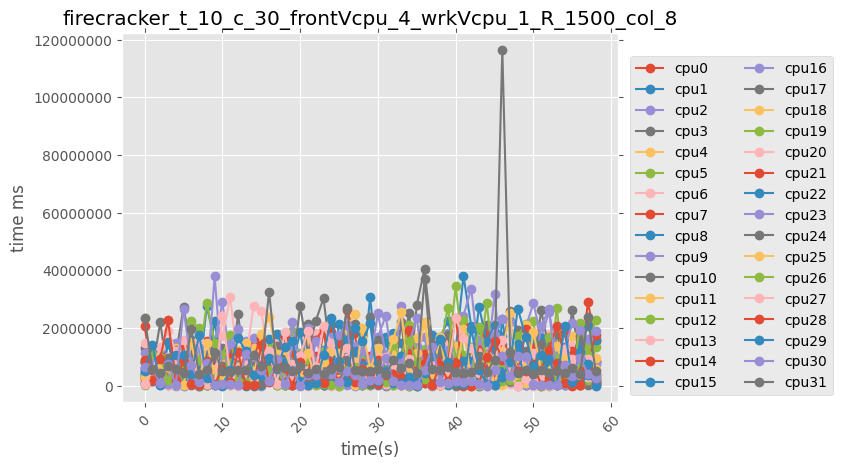 firecracker_t_10_c_30_frontVcpu_4_wrkVcpu_1_R_1500_col_8
120000000
100000000
80000000
60000000
40000000
20000000
0
time ms
0 10 20 30 40 50 60
time(s)
cpu0 cpu16
cpu1 cpu17
cpu2 cpu18
cpu3 cpu19
cpu4 cpu20
cpu5 cpu21
cpu6 cpu22
cpu7 cpu23
cpu8 cpu24
cpu9 cpu25
cpu10 cpu26
cpu11 cpu27
cpu12 cpu28
cpu13 cpu29
cpu14 cpu30
cpu15 cpu31